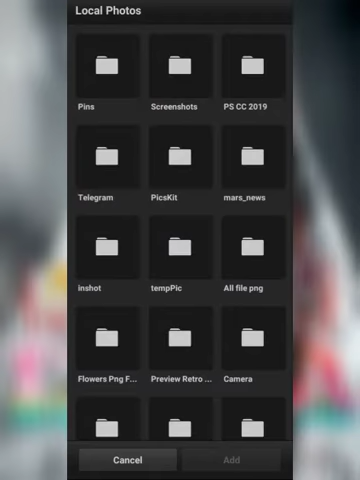 Local Photos
Pins
Screenshots
PS CC 2019
Telegram
PicsKit
mars_news
inshot
tempPic
All file png
Flowers Png F...
Preview Retro ...
Camera
Cancel
Add